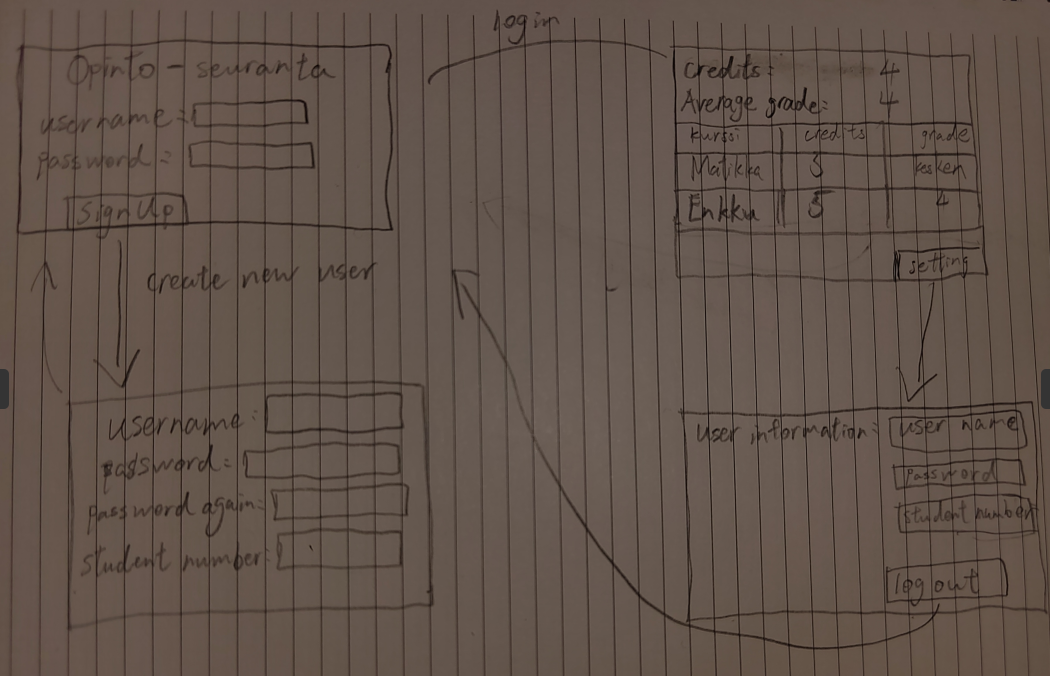 log in
Opinto - seuranta
username:
password:
Sign Up
create new user
username:
password:
password again:
student number:
credits: 4
Average grade: 4
kurssi credits grade
Matikka 3 kesken
Enkku 5 4
setting
User information: user name
password
student number
log out